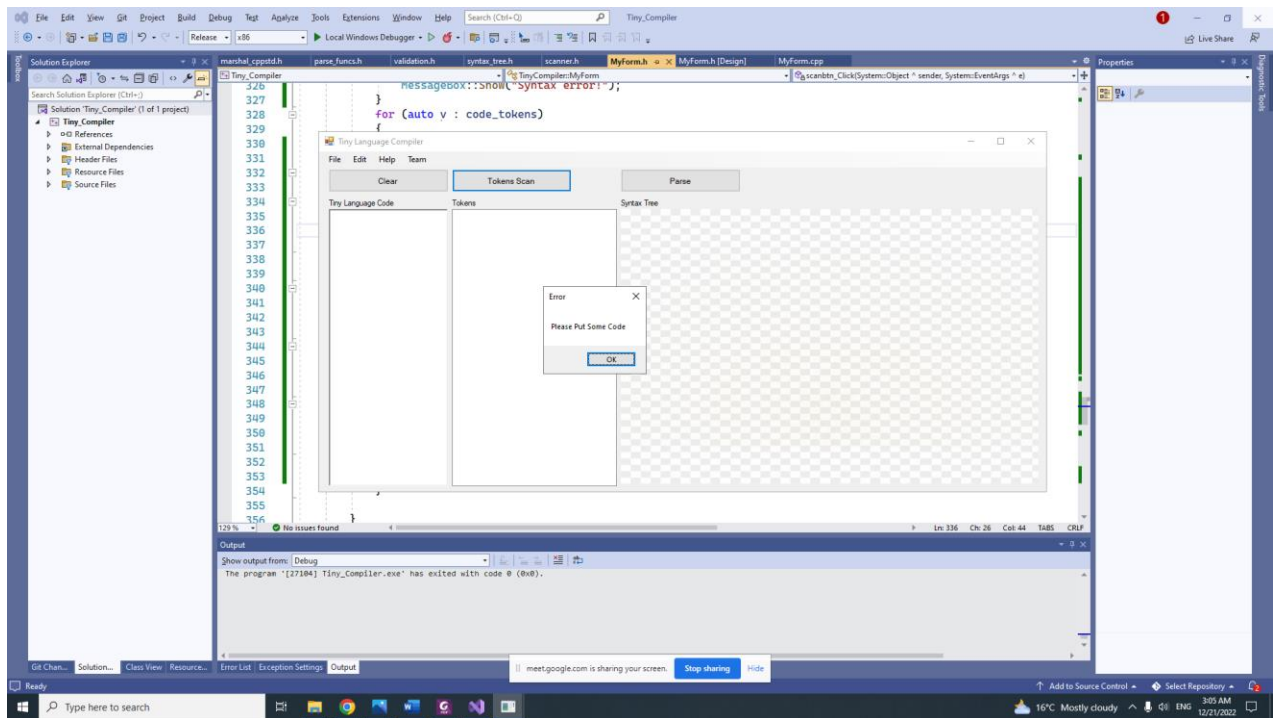 File Edit View Git Project Build Debug Test Analyze Tools Extensions Window Help Search (Ctrl+Q) Tiny_Compiler 1
Release x86 Local Windows Debugger Live Share
Toolbox
Solution Explorer
Search Solution Explorer (Ctrl+;)
Solution 'Tiny_Compiler' (1 of 1 project)
Tiny_Compiler
References
External Dependencies
Header Files
Resource Files
Source Files
marshal_cppstd.h parse_funcs.h validation.h syntax_tree.h scanner.h MyForm.h MyForm.h [Design] MyForm.cpp
Tiny_Compiler TinyCompiler::MyForm scanbtn_Click(System::Object ^ sender, System::EventArgs ^ e)
326 MessageBox::Show("Syntax error!");
327 }
328 for (auto v : code_tokens)
329 {
330
331
332
333
334
335
336
337
338
339
340
341
342
343
344
345
346
347
348
349
350
351
352
353
354
355
356 }
Tiny Language Compiler
File Edit Help Team
Clear Tokens Scan Parse
Tiny Language Code Tokens Syntax Tree
Error
Please Put Some Code
OK
129 % No issues found Ln: 336 Ch: 26 Col: 44 TABS CRLF
Output
Show output from: Debug
The program '[27104] Tiny_Compiler.exe' has exited with code 0 (0x0).
Properties
Diagnostic Tools
Git Chan... Solution... Class View Resource... Error List Exception Settings Output
meet.google.com is sharing your screen. Stop sharing Hide
Ready Add to Source Control Select Repository 2
Type here to search 16°C Mostly cloudy ENG 3:05 AM
12/21/2022